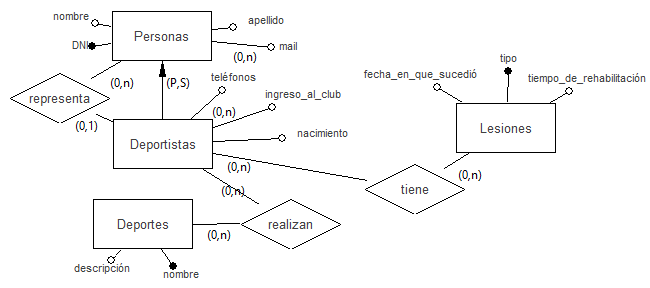 nombre
apellido
DNI
Personas
mail
(0,n)
(0,n)
(P,S)
teléfonos
representa
(0,1)
(0,n)
ingreso_al_club
nacimiento
Deportistas
(0,n)
(0,n)
tipo
fecha_en_que_sucedió
tiempo_de_rehabilitación
Lesiones
(0,n)
tiene
Deportes
(0,n)
realizan
descripción
nombre